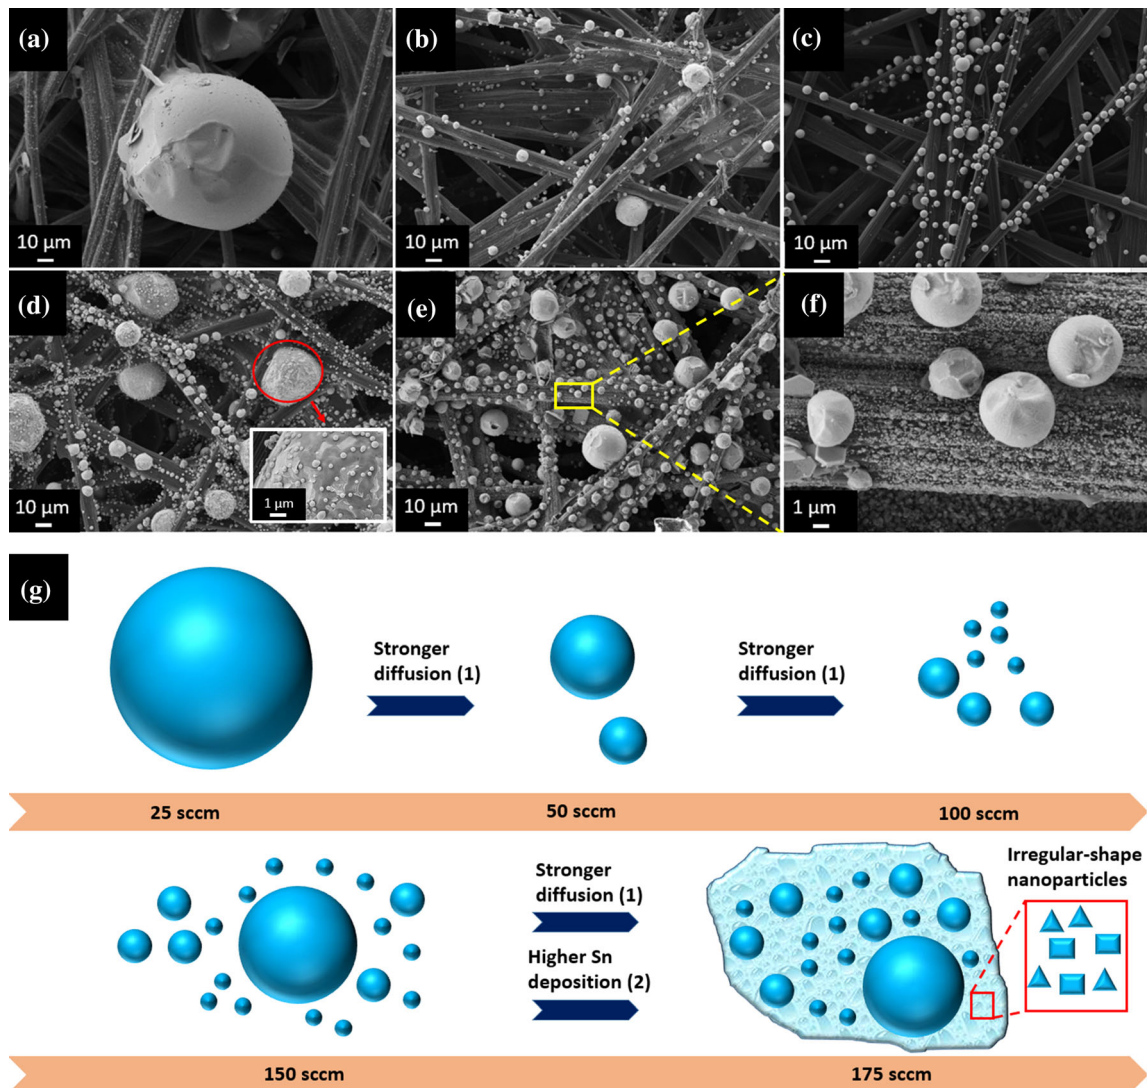 (a)
10 µm
(b)
10 µm
(c)
10 µm
(d)
10 µm
1 µm
(e)
10 µm
(f)
1 µm
(g)
Stronger
diffusion (1)
Stronger
diffusion (1)
25 sccm
50 sccm
100 sccm
Stronger
diffusion (1)
Higher Sn
deposition (2)
Irregular-shape
nanoparticles
150 sccm
175 sccm